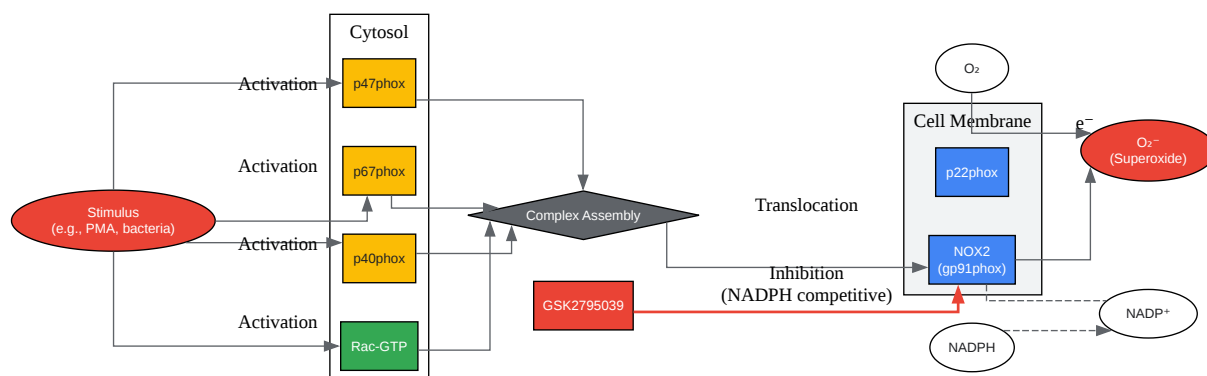 Cytosol
Activation
p47phox
O₂
Cell Membrane
e⁻
O₂⁻
(Superoxide)
Activation
p67phox
p22phox
Stimulus
(e.g., PMA, bacteria)
Complex Assembly
Translocation
Activation
p40phox
NOX2
(gp91phox)
Inhibition
(NADPH competitive)
GSK2795039
NADP⁺
Activation
Rac-GTP
NADPH